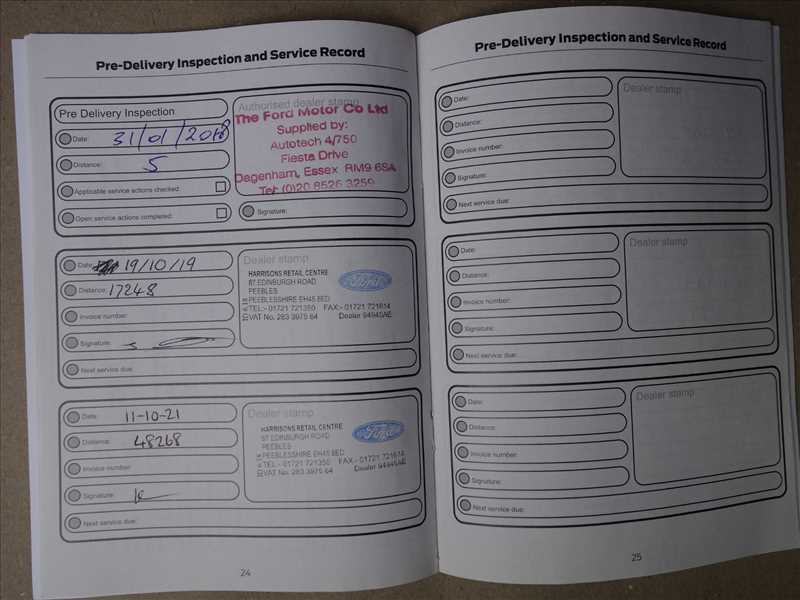 Pre-Delivery Inspection and Service Record
Pre Delivery Inspection
Date: 31/01/2018
Distance: 5
Applicable service actions checked:
Open service actions completed:
Authorised dealer stamp
The Ford Motor Co Ltd
Supplied by:
Autotech 4/750
Fiesta Drive
Dagenham, Essex RM9 6SA
Tel: (0)20 8526 3259
Signature:
Date: 19/10/19
Distance: 17248
Invoice number:
Signature:
Next service due:
Dealer stamp
HARRISONS RETAIL CENTRE
87 EDINBURGH ROAD
PEEBLES
PEEBLESSHIRE EH45 8ED
TEL:- 01721 721350 FAX:- 01721 721614
VAT No. 283 3975 64 Dealer 94945AE
Ford
Date: 11-10-21
Distance: 48268
Invoice number:
Signature:
Next service due:
Dealer stamp
HARRISONS RETAIL CENTRE
87 EDINBURGH ROAD
PEEBLES
PEEBLESSHIRE EH45 8ED
TEL:- 01721 721350 FAX:- 01721 721614
VAT No. 283 3975 64 Dealer 94945AE
Ford
24
Pre-Delivery Inspection and Service Record
Date:
Distance:
Invoice number:
Signature:
Next service due:
Dealer stamp
Date:
Distance:
Invoice number:
Signature:
Next service due:
Dealer stamp
Date:
Distance:
Invoice number:
Signature:
Next service due:
Dealer stamp
25